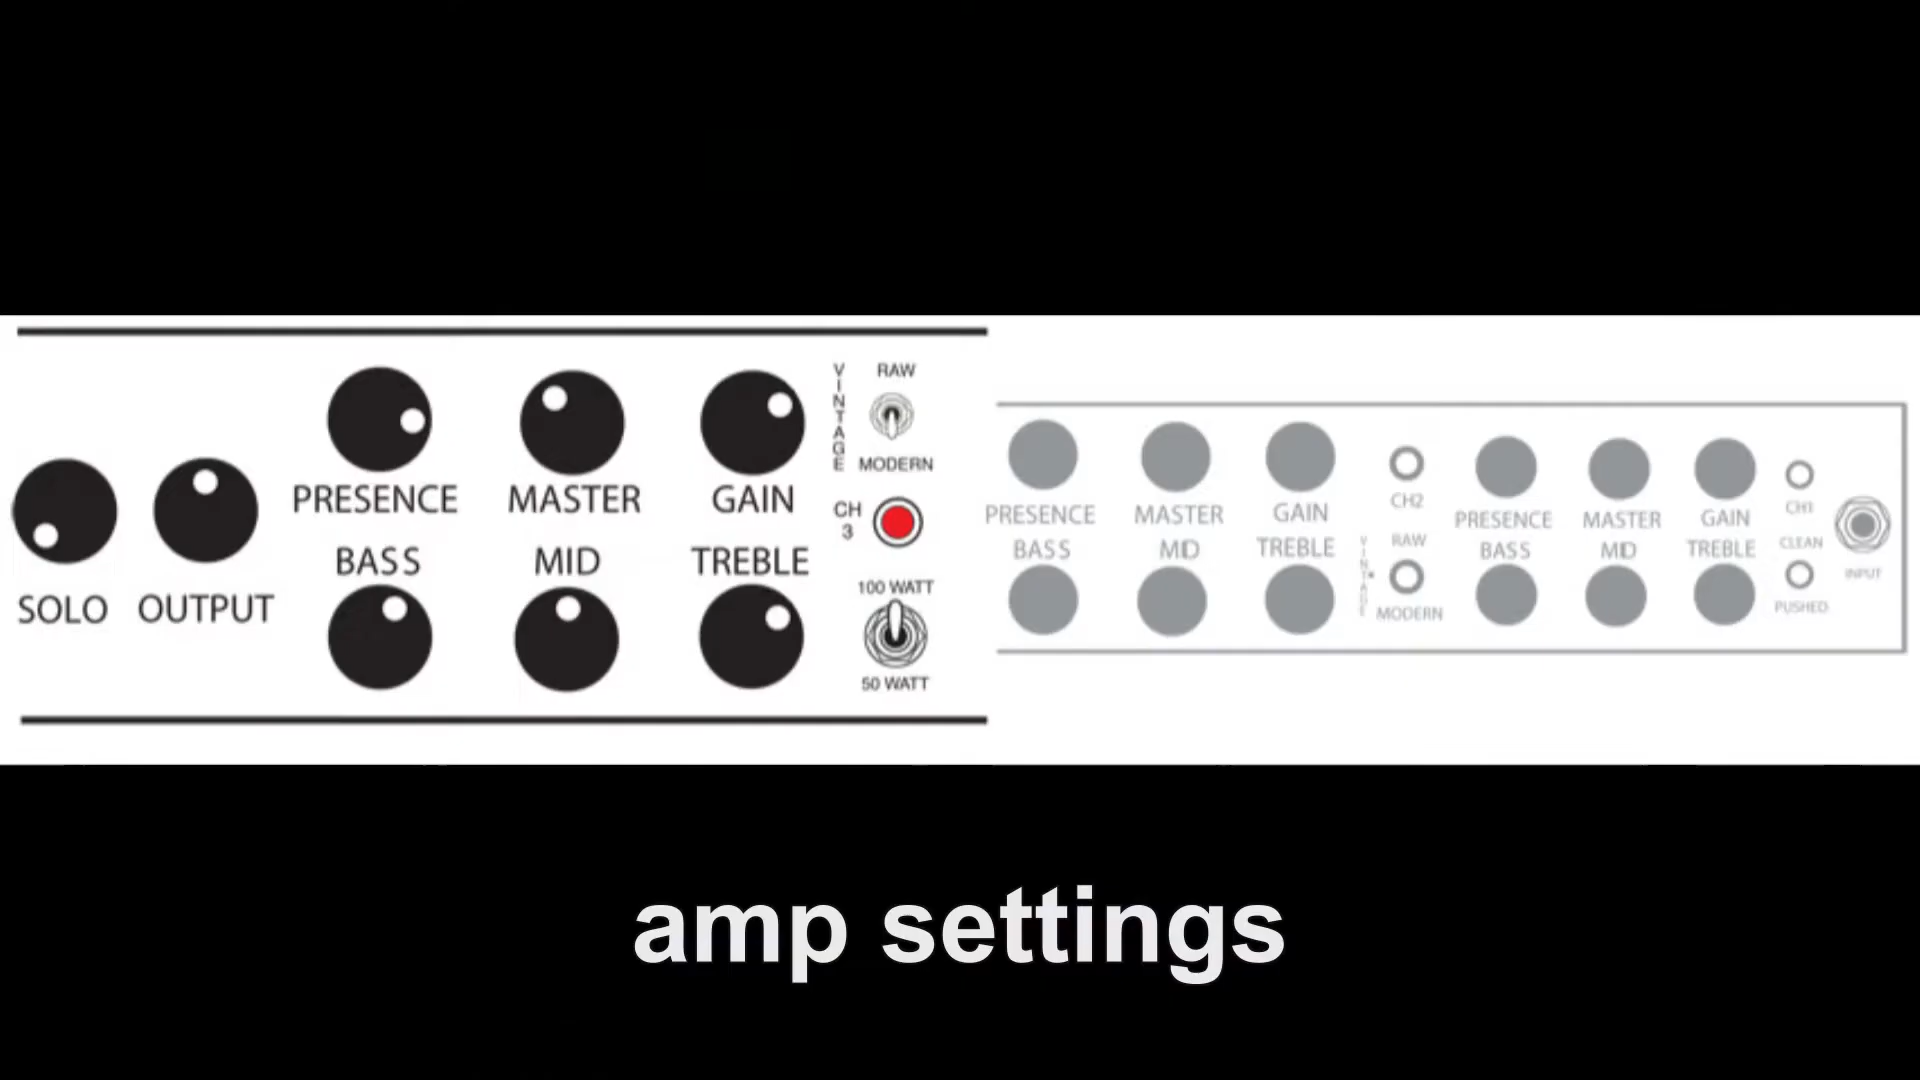 VINTAGE
RAW
MODERN
PRESENCE
MASTER
GAIN
CH
3
BASS
MID
TREBLE
SOLO
OUTPUT
100 WATT
50 WATT
PRESENCE
MASTER
GAIN
CH2
BASS
MID
TREBLE
VINTAGE
RAW
MODERN
PRESENCE
MASTER
GAIN
CH1
BASS
MID
TREBLE
CLEAN
PUSHED
INPUT
amp settings